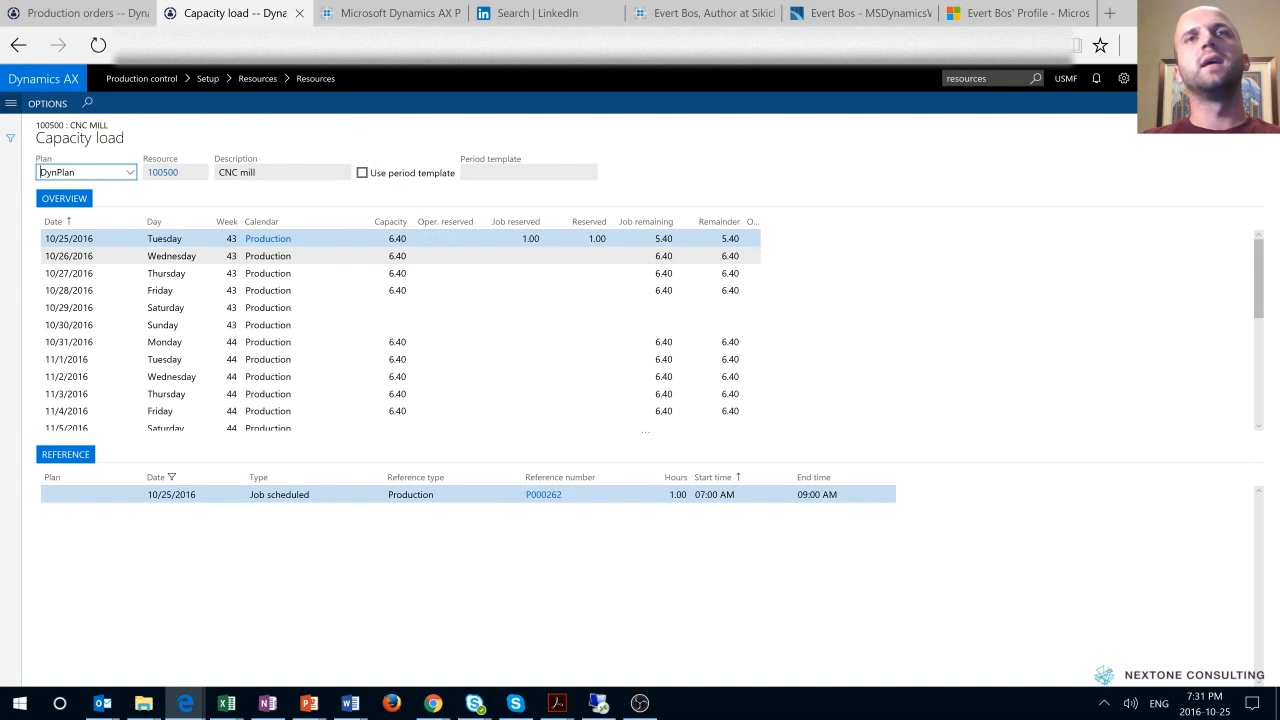 Production orders -- Dyn
Capacity load -- Dyna
Microsoft Dynamics AX P
Search | LinkedIn
Evert Bos, Author at Sikic
Evert Bos - MSDynamicsV
Evert Bos' Profile - Micros
Dynamics AX
Production control > Setup > Resources > Resources
resources
USMF
OPTIONS
100500 : CNC MILL
Capacity load
Plan Resource Description Period template
DynPlan 100500 CNC mill Use period template
OVERVIEW
Date Day Week Calendar Capacity Oper. reserved Job reserved Reserved Job remaining Remainder O...
10/25/2016 Tuesday 43 Production 6.40 1.00 1.00 5.40 5.40
10/26/2016 Wednesday 43 Production 6.40 6.40 6.40
10/27/2016 Thursday 43 Production 6.40 6.40 6.40
10/28/2016 Friday 43 Production 6.40 6.40 6.40
10/29/2016 Saturday 43 Production
10/30/2016 Sunday 43 Production
10/31/2016 Monday 44 Production 6.40 6.40 6.40
11/1/2016 Tuesday 44 Production 6.40 6.40 6.40
11/2/2016 Wednesday 44 Production 6.40 6.40 6.40
11/3/2016 Thursday 44 Production 6.40 6.40 6.40
11/4/2016 Friday 44 Production 6.40 6.40 6.40
11/5/2016 Saturday 44 Production
...
REFERENCE
Plan Date Type Reference type Reference number Hours Start time End time
10/25/2016 Job scheduled Production P000262 1.00 07:00 AM 09:00 AM
NEXTONE CONSULTING
ENG
7:31 PM
2016-10-25